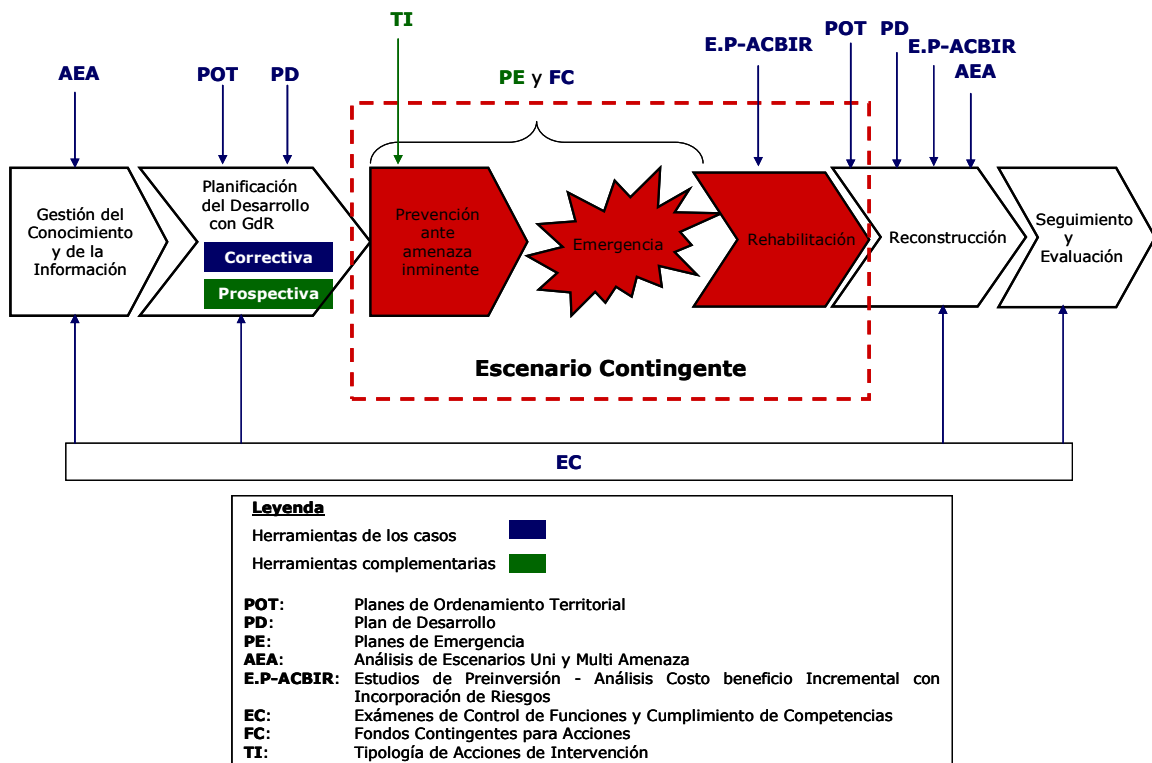 TI
POT PD
E.P-ACBIR
E.P-ACBIR
AEA
POT
PD
PE y FC
AEA
Gestión del
Conocimiento
y de la
Información
Planificación
del Desarrollo
con GdR
Correctiva
Prospectiva
Prevención
ante
amenaza
inminente
Emergencia
Rehabilitación
Reconstrucción
Seguimiento
y
Evaluación
Escenario Contingente
EC
Leyenda
Herramientas de los casos
Herramientas complementarias
POT: Planes de Ordenamiento Territorial
PD: Plan de Desarrollo
PE: Planes de Emergencia
AEA: Análisis de Escenarios Uni y Multi Amenaza
E.P-ACBIR: Estudios de Preinversión - Análisis Costo beneficio Incremental con
Incorporación de Riesgos
EC: Exámenes de Control de Funciones y Cumplimiento de Competencias
FC: Fondos Contingentes para Acciones
TI: Tipología de Acciones de Intervención